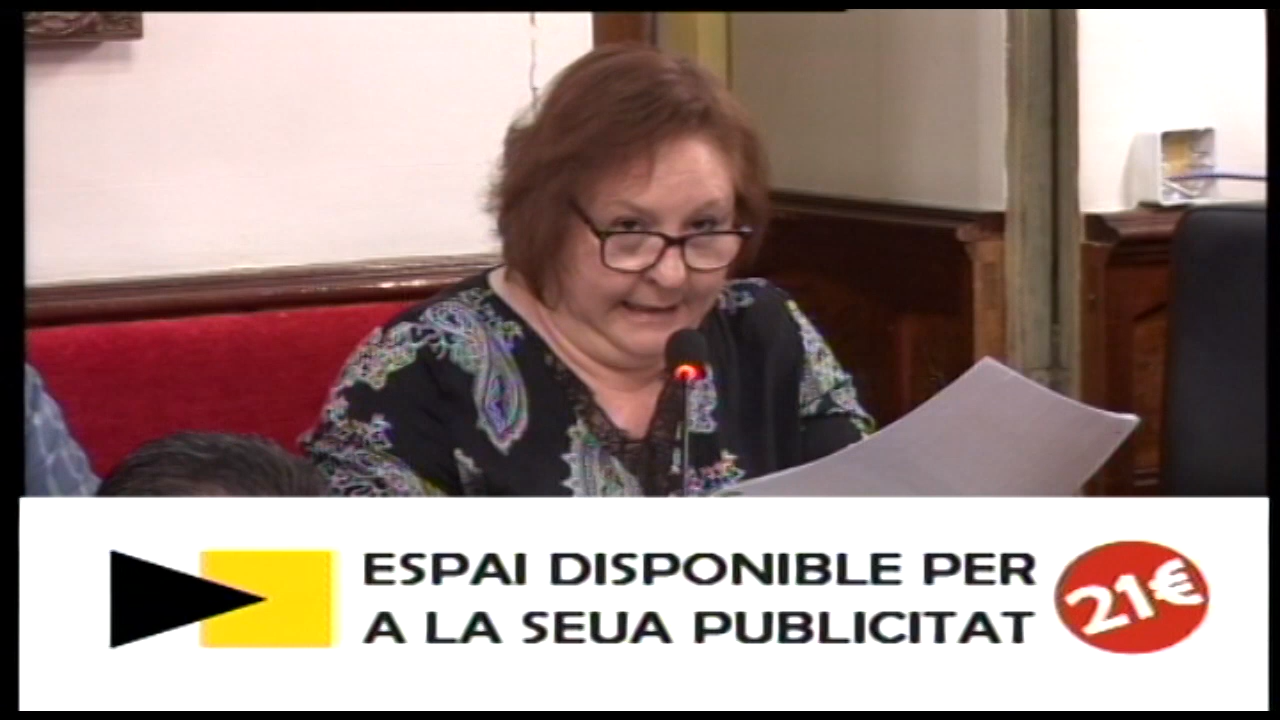 ESPAI DISPONIBLE PER
A LA SEUA PUBLICITAT
21€